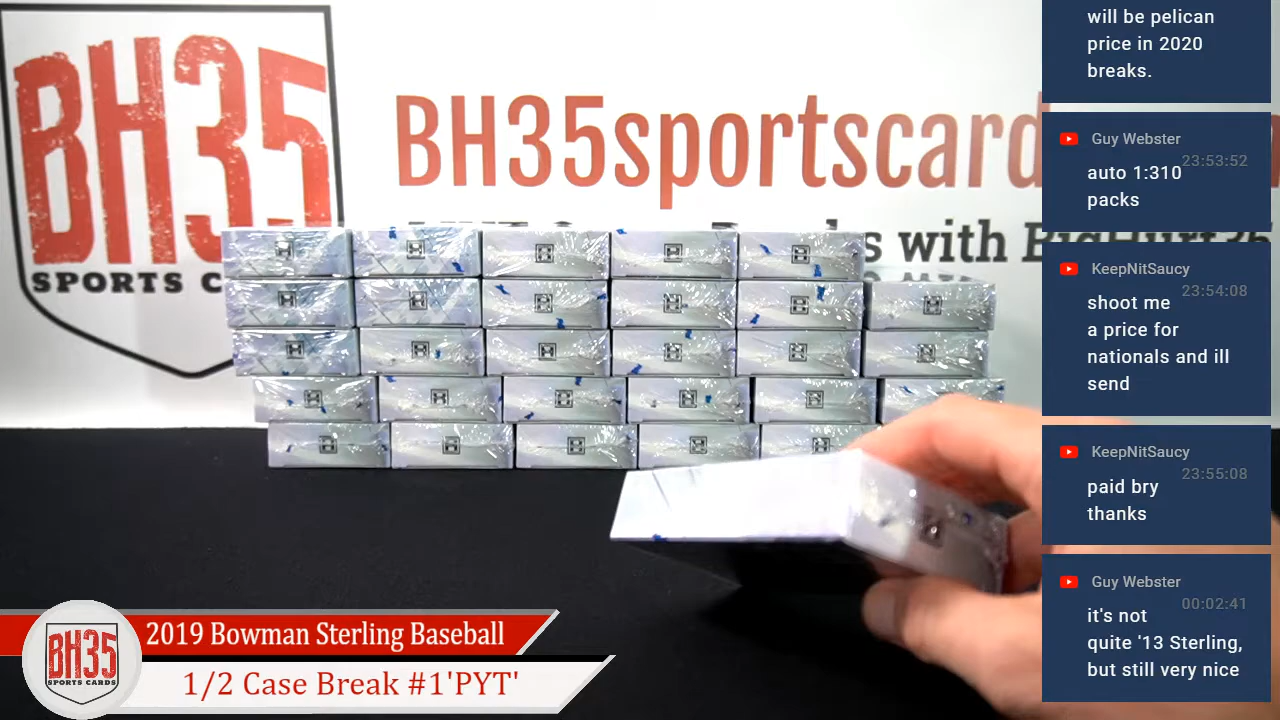 BH35
SPORTS C
BH35sportscard
s with BigHurt35
will be pelican
price in 2020
breaks.
Guy Webster
23:53:52
auto 1:310
packs
KeepNitSaucy
23:54:08
shoot me
a price for
nationals and ill
send
KeepNitSaucy
23:55:08
paid bry
thanks
Guy Webster
00:02:41
it's not
quite '13 Sterling,
but still very nice
BH35
SPORTS CARDS
2019 Bowman Sterling Baseball
1/2 Case Break #1'PYT'